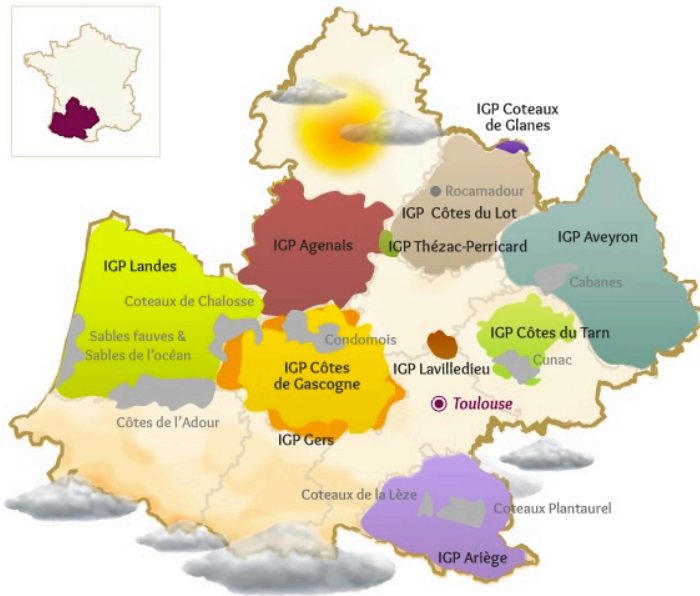 IGP Coteaux
de Glanes
Rocamadour
IGP Côtes du Lot
IGP Agenais
IGP Thézac-Perricard
IGP Aveyron
IGP Landes
Cabanes
Coteaux de Chalosse
Sables fauves &
Sables de l'océan
Condomois
IGP Côtes du Tarn
Cunac
IGP Côtes
de Gascogne
IGP Lavilledieu
Toulouse
Côtes de l'Adour
IGP Gers
Coteaux de la Lèze
Coteaux Plantaurel
IGP Ariège